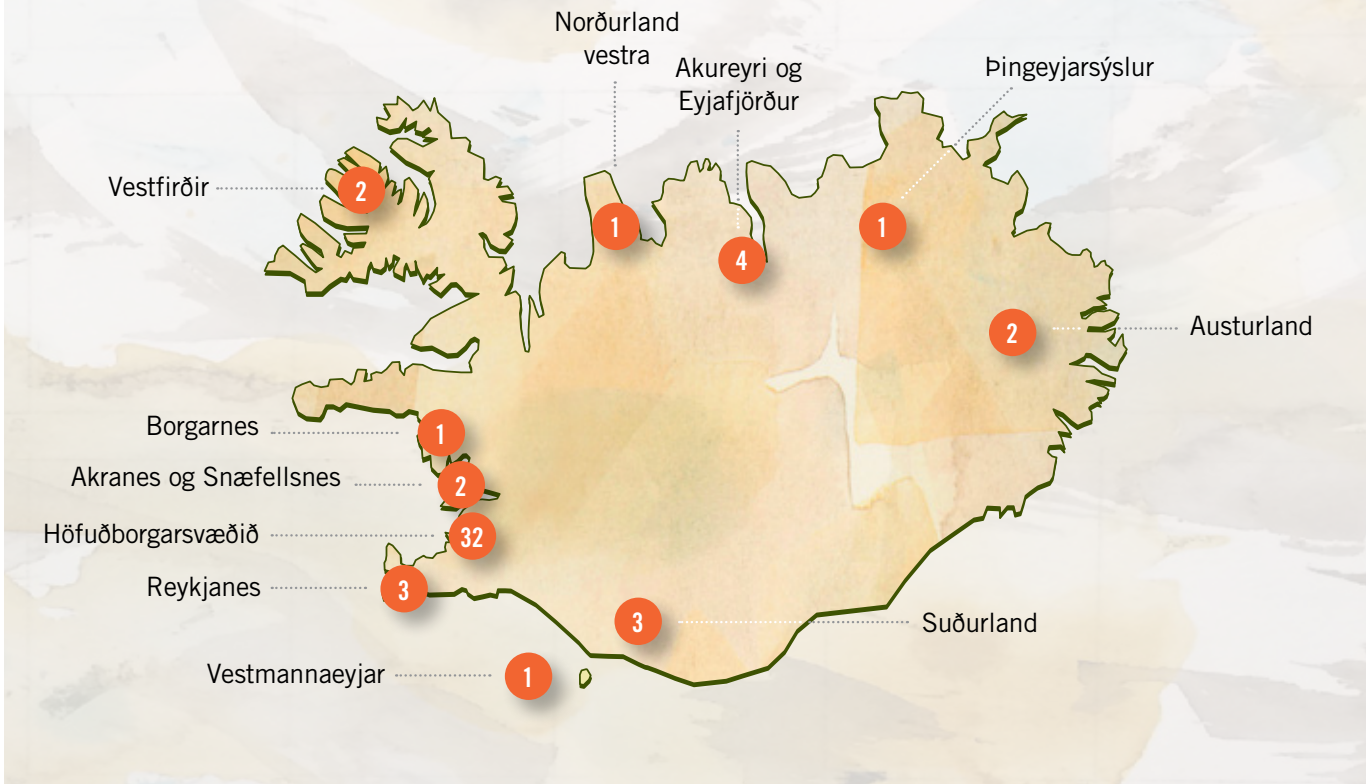 Norðurland
vestra
Akureyri og
Eyjafjörður
Þingeyjarsýslur
Vestfirðir
2
1
4
1
2
Austurland
Borgarnes
1
Akranes og Snæfellsnes
2
Höfuðborgarsvæðið
32
Reykjanes
3
3
Suðurland
Vestmannaeyjar
1